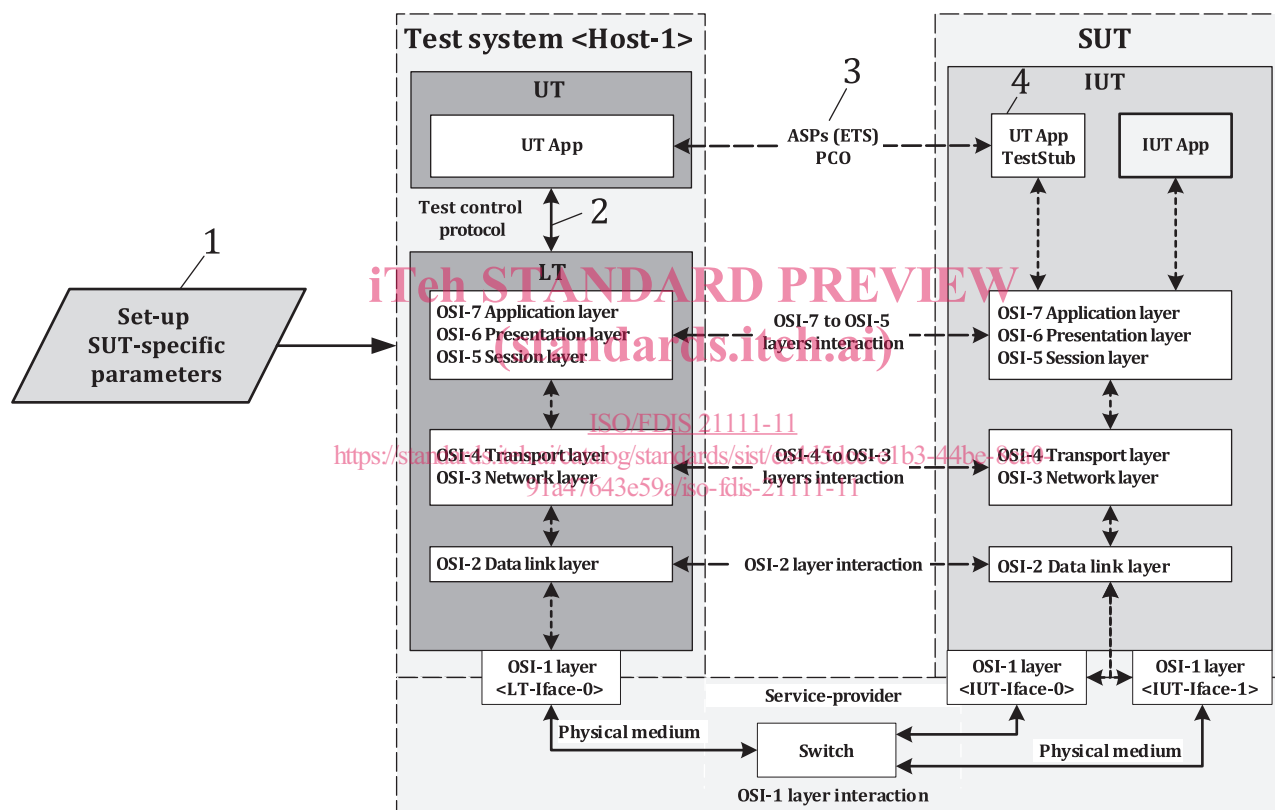 Test system <Host-1>
SUT
UT
3
4
IUT
UT App
ASPs (ETS)
PCO
UT App
TestStub
IUT App
Test control
protocol
2
1
LT
iTeh STANDARD PREVIEW
(standards.iteh.ai)
Set-up
SUT-specific
parameters
OSI-7 Application layer
OSI-6 Presentation layer
OSI-5 Session layer
OSI-7 to OSI-5
layers interaction
OSI-7 Application layer
OSI-6 Presentation layer
OSI-5 Session layer
ISO/FDIS 21111-11
OSI-4 Transport layer
OSI-3 Network layer
OSI-4 to OSI-3
layers interaction
OSI-4 Transport layer
OSI-3 Network layer
91a47643e59a/iso-fdis-21111-11
OSI-2 Data link layer
OSI-2 layer interaction
OSI-2 Data link layer
OSI-1 layer
<LT-Iface-0>
Service-provider
OSI-1 layer
<IUT-Iface-0>
OSI-1 layer
<IUT-Iface-1>
Physical medium
Switch
Physical medium
OSI-1 layer interaction